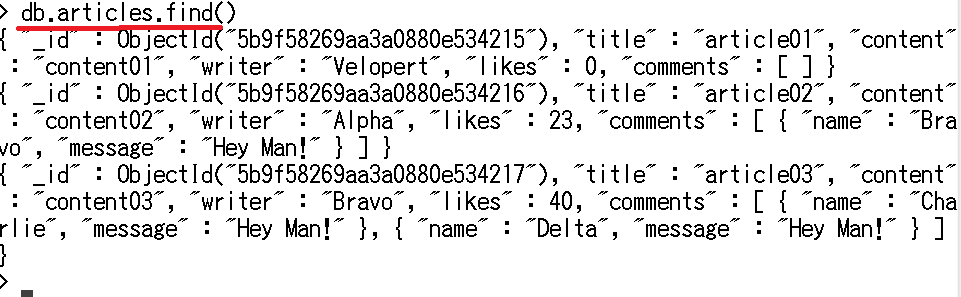 > db.articles.find()
{ "_id" : ObjectId("5b9f58269aa3a0880e534215"), "title" : "article01", "content"
: "content01", "writer" : "Velopert", "likes" : 0, "comments" : [ ] }
{ "_id" : ObjectId("5b9f58269aa3a0880e534216"), "title" : "article02", "content"
: "content02", "writer" : "Alpha", "likes" : 23, "comments" : [ { "name" : "Bra
vo", "message" : "Hey Man!" } ] }
{ "_id" : ObjectId("5b9f58269aa3a0880e534217"), "title" : "article03", "content"
: "content03", "writer" : "Bravo", "likes" : 40, "comments" : [ { "name" : "Cha
rlie", "message" : "Hey Man!" }, { "name" : "Delta", "message" : "Hey Man!" } ]
}
>